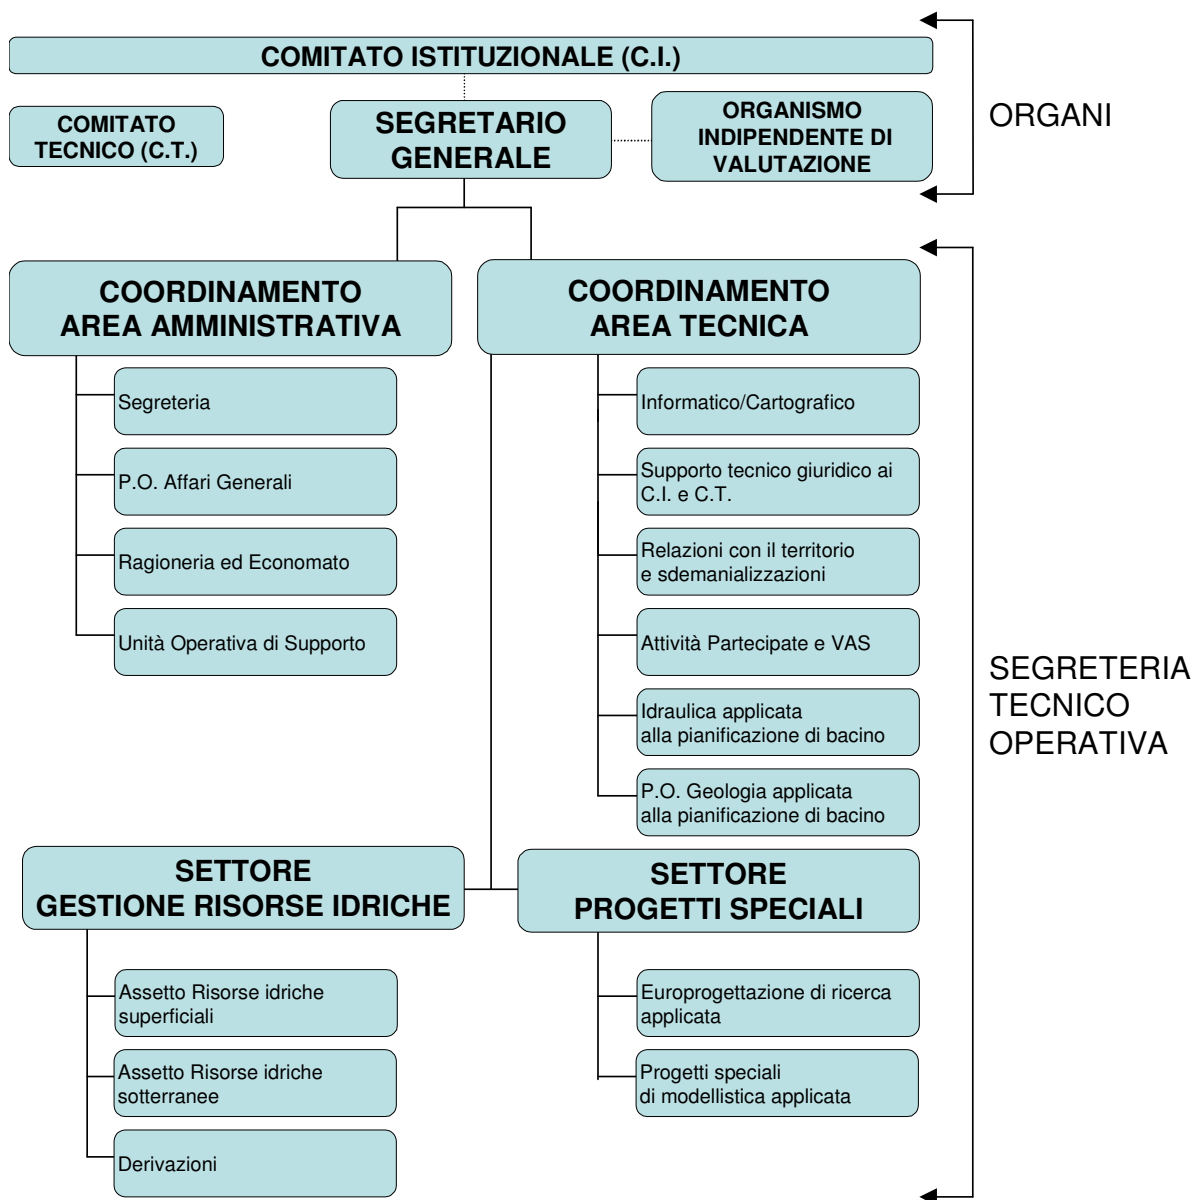 COMITATO ISTITUZIONALE (C.I.)
COMITATO
TECNICO (C.T.)
SEGRETARIO
GENERALE
ORGANISMO
INDIPENDENTE DI
VALUTAZIONE
ORGANI
COORDINAMENTO
AREA AMMINISTRATIVA
COORDINAMENTO
AREA TECNICA
Segreteria
P.O. Affari Generali
Ragioneria ed Economato
Unità Operativa di Supporto
Informatico/Cartografico
Supporto tecnico giuridico ai
C.I. e C.T.
Relazioni con il territorio
e sdemanializzazioni
Attività Partecipate e VAS
Idraulica applicata
alla pianificazione di bacino
P.O. Geologia applicata
alla pianificazione di bacino
SEGRETERIA
TECNICO
OPERATIVA
SETTORE
GESTIONE RISORSE IDRICHE
SETTORE
PROGETTI SPECIALI
Assetto Risorse idriche
superficiali
Assetto Risorse idriche
sotterranee
Derivazioni
Europrogettazione di ricerca
applicata
Progetti speciali
di modellistica applicata